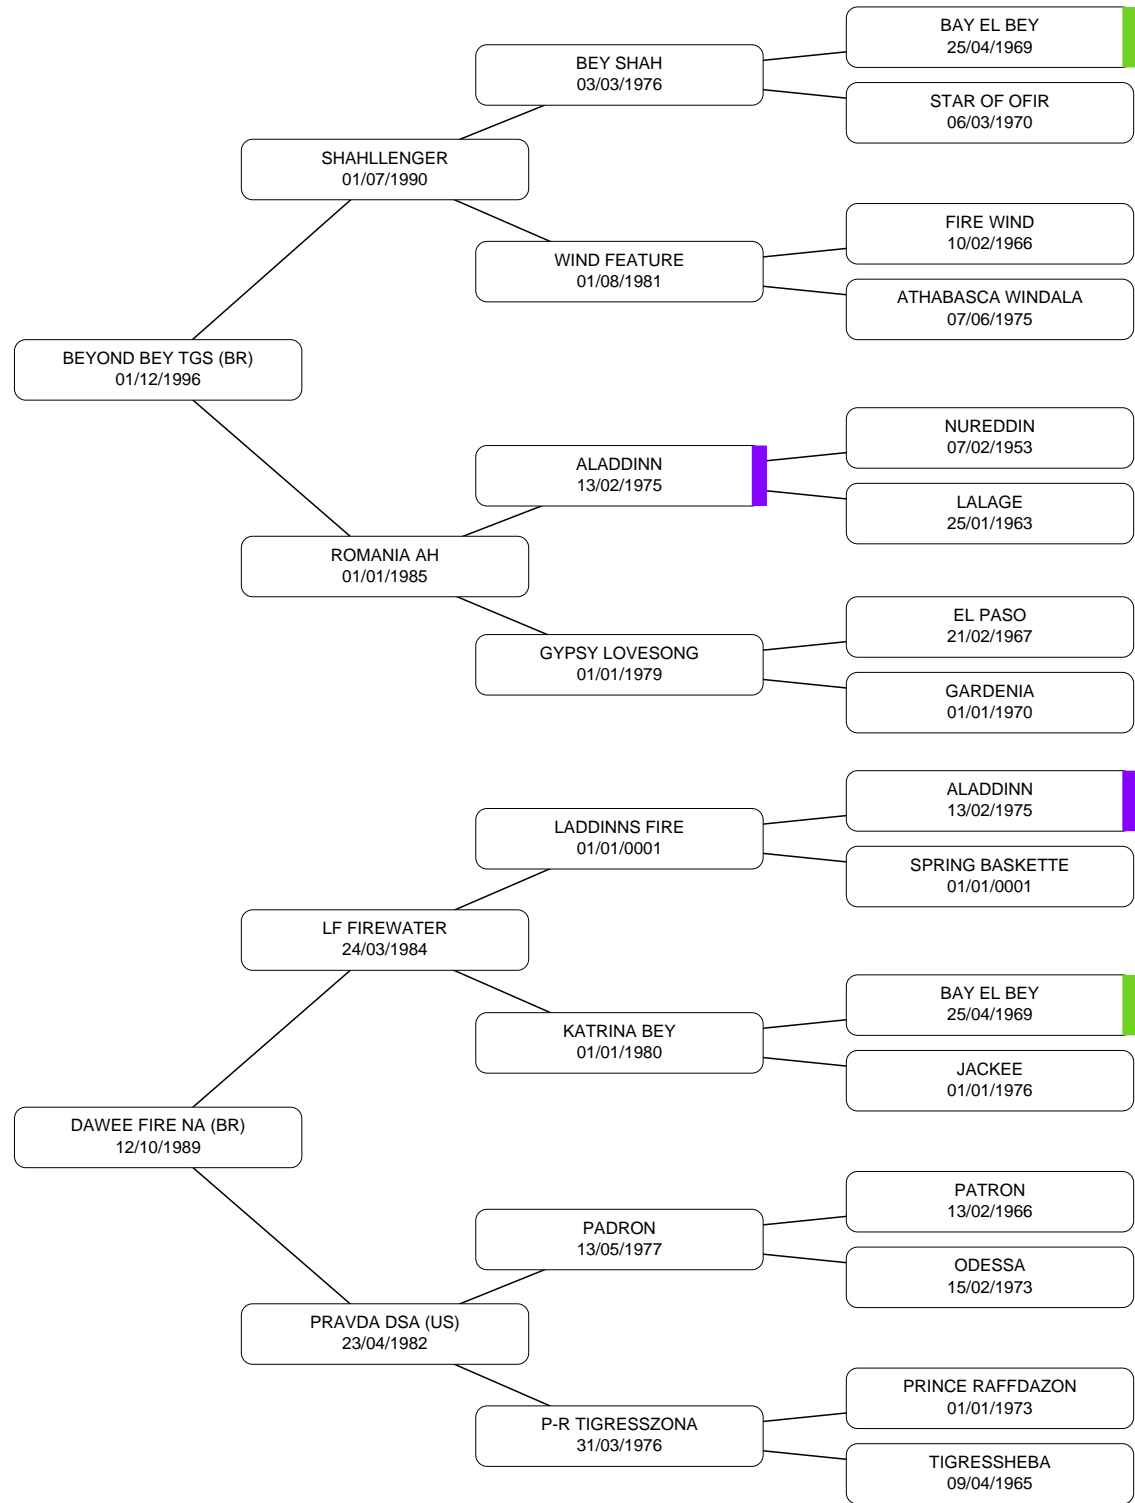 BAY EL BEY
25/04/1969
BEY SHAH
03/03/1976
STAR OF OFIR
06/03/1970
SHAHLLENGER
01/07/1990
FIRE WIND
10/02/1966
WIND FEATURE
01/08/1981
ATHABASCA WINDALA
07/06/1975
BEYOND BEY TGS (BR)
01/12/1996
NUREDDIN
07/02/1953
ALADDINN
13/02/1975
LALAGE
25/01/1963
ROMANIA AH
01/01/1985
EL PASO
21/02/1967
GYPSY LOVESONG
01/01/1979
GARDENIA
01/01/1970
ALADDINN
13/02/1975
LADDINNS FIRE
01/01/0001
SPRING BASKETTE
01/01/0001
LF FIREWATER
24/03/1984
BAY EL BEY
25/04/1969
KATRINA BEY
01/01/1980
JACKEE
01/01/1976
DAWEE FIRE NA (BR)
12/10/1989
PATRON
13/02/1966
PADRON
13/05/1977
ODESSA
15/02/1973
PRAVDA DSA (US)
23/04/1982
PRINCE RAFFDAZON
01/01/1973
P-R TIGRESSZONA
31/03/1976
TIGRESSHEBA
09/04/1965